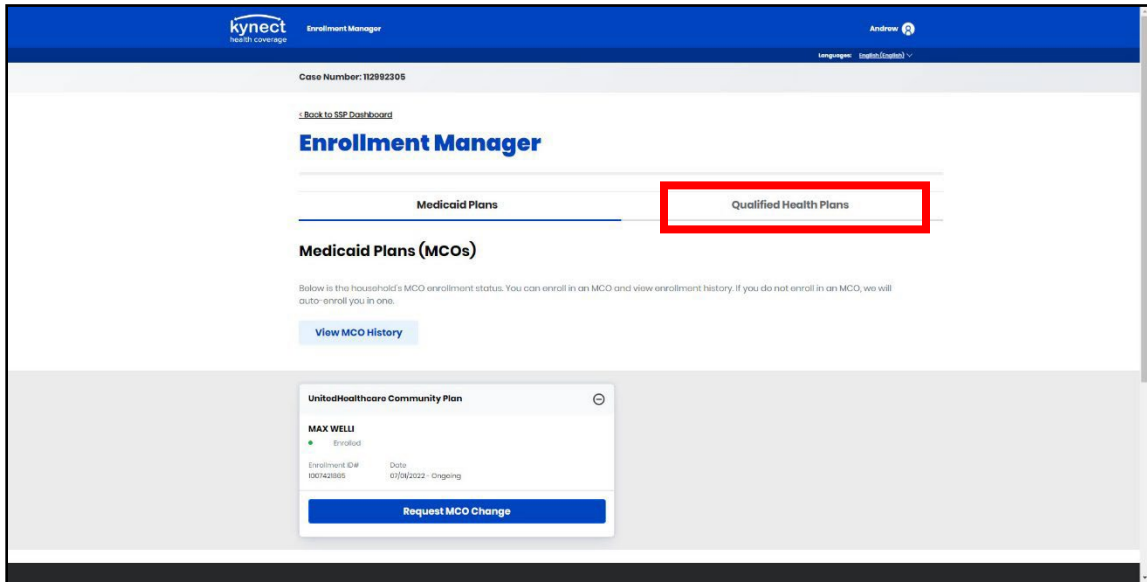 kynect
health coverage
Enrollment Manager
Andrew
Languages: English (English)
Case Number: 112992305
< Back to SSP Dashboard
Enrollment Manager
Medicaid Plans
Qualified Health Plans
Medicaid Plans (MCOs)
Below is the household's MCO enrollment status. You can enroll in an MCO and view enrollment history. If you do not enroll in an MCO, we will
auto-enroll you in one.
View MCO History
UnitedHealthcare Community Plan
MAX WELLI
Enrolled
Enrollment ID# Date
1007421865 07/01/2022 - Ongoing
Request MCO Change